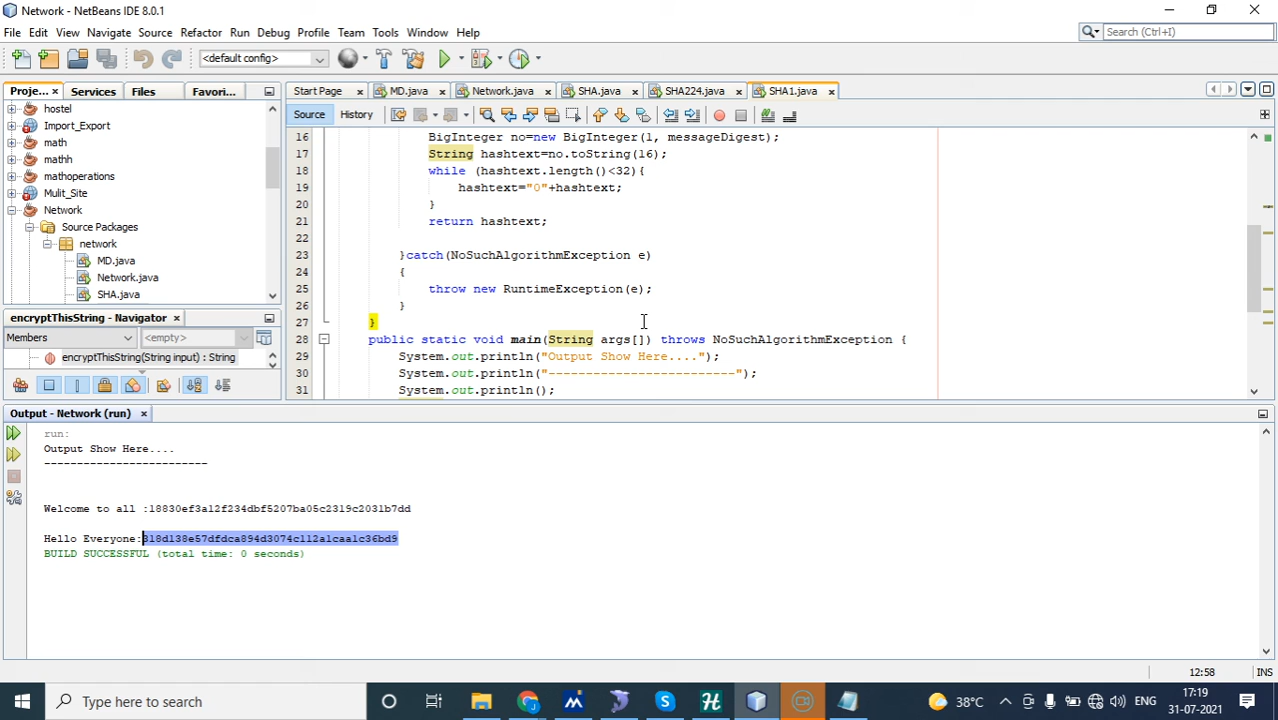 Network - NetBeans IDE 8.0.1
File Edit View Navigate Source Refactor Run Debug Profile Team Tools Window Help
Search (Ctrl+I)
<default config>
Proje... Services Files Favori...
Start Page MD.java Network.java SHA.java SHA224.java SHA1.java
Source History
hostel
Import_Export
math
mathh
mathoperations
Mulit_Site
Network
Source Packages
network
MD.java
Network.java
SHA.java
16 BigInteger no=new BigInteger(1, messageDigest);
17 String hashtext=no.toString(16);
18 while (hashtext.length()<32){
19 hashtext="0"+hashtext;
20 }
21 return hashtext;
22
23 }catch(NoSuchAlgorithmException e)
24 {
25 throw new RuntimeException(e);
26 }
27 }
28 public static void main(String args[]) throws NoSuchAlgorithmException {
29 System.out.println("Output Show Here....");
30 System.out.println("-------------------------");
31 System.out.println();
encryptThisString - Navigator
Members <empty>
encryptThisString(String input) : String
Output - Network (run)
run:
Output Show Here....
-------------------------
Welcome to all :18830ef3a12f234dbf5207ba05c2319c2031b7dd
Hello Everyone:318d138e57dfdca894d3074c112a1caa1c36bd9
BUILD SUCCESSFUL (total time: 0 seconds)
12:58 INS
Type here to search
38°C ENG
17:19
31-07-2021